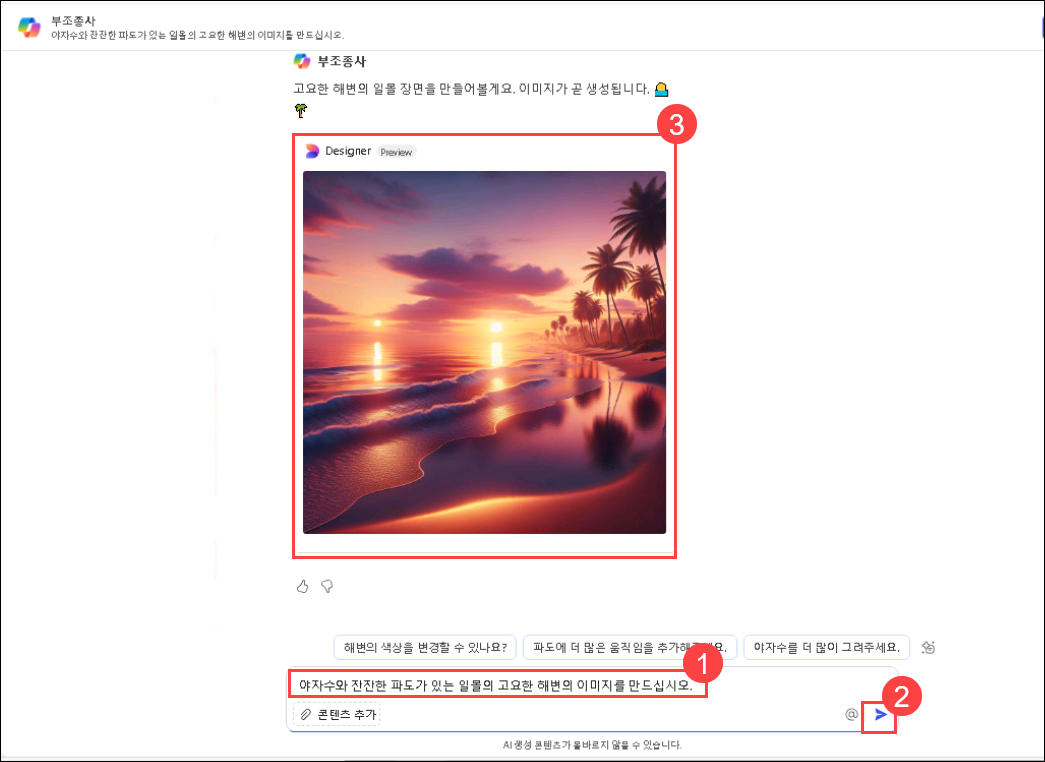 부조종사
야자수와 잔잔한 파도가 있는 일몰의 고요한 해변의 이미지를 만드십시오.
부조종사
고요한 해변의 일몰 장면을 만들어볼게요. 이미지가 곧 생성됩니다.
3
Designer Preview
해변의 색상을 변경할 수 있나요? 파도에 더 많은 움직임을 추가해 요. 야자수를 더 많이 그려주세요.
1
야자수와 잔잔한 파도가 있는 일몰의 고요한 해변의 이미지를 만드십시오.
2
콘텐츠 추가 @
AI 생성 콘텐츠가 올바르지 않을 수 있습니다.